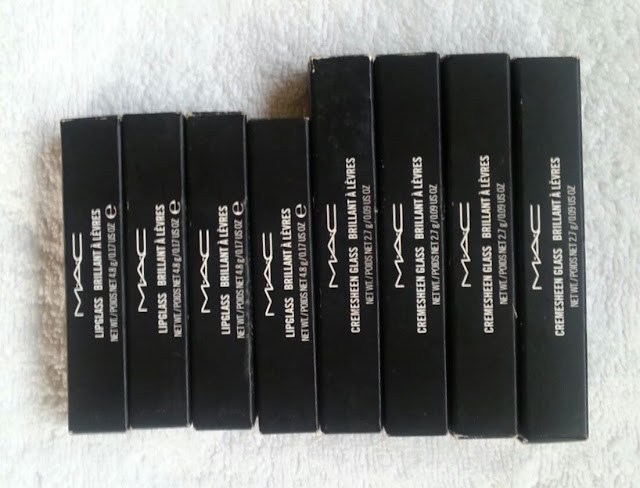 MAC
LIPGLASS BRILLANT À LÈVRES
NET WT./POIDS NET 4.8 g/0.17 US OZ e
MAC
LIPGLASS BRILLANT À LÈVRES
NET WT./POIDS NET 4.8 g/0.17 US OZ e
MAC
LIPGLASS BRILLANT À LÈVRES
NET WT./POIDS NET 4.8 g/0.17 US OZ e
MAC
LIPGLASS BRILLANT À LÈVRES
NET WT./POIDS NET 4.8 g/0.17 US OZ
MAC
CREMESHEEN GLASS BRILLANT À LÈVRES
NET WT./POIDS NET 2.7 g/0.09 US OZ
MAC
CREMESHEEN GLASS BRILLANT À LÈVRES
NET WT./POIDS NET 2.7 g/0.09 US OZ
MAC
CREMESHEEN GLASS BRILLANT À LÈVRES
NET WT./POIDS NET 2.7 g/0.09 US OZ
MAC
CREMESHEEN GLASS BRILLANT À LÈVRES
NET WT./POIDS NET 2.7 g/0.09 US OZ